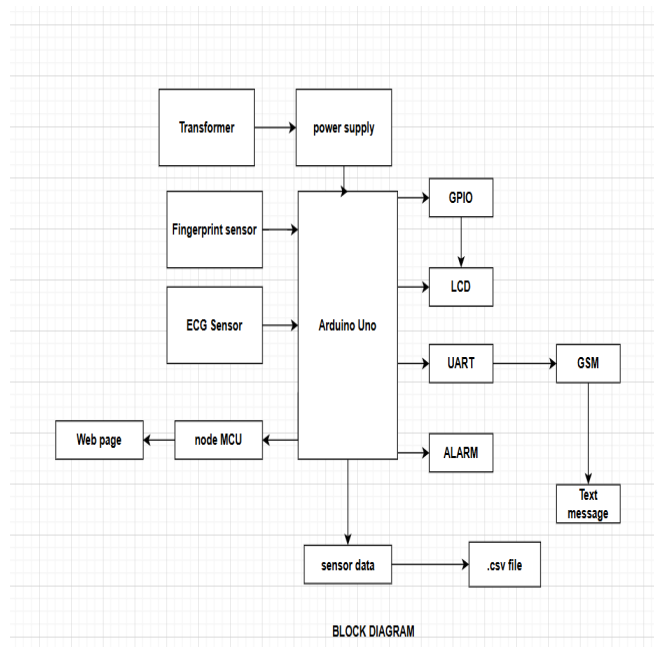 Transformer
power supply
Fingerprint sensor
GPIO
LCD
ECG Sensor
Arduino Uno
UART
GSM
Web page
node MCU
ALARM
Text
message
sensor data
.csv file
BLOCK DIAGRAM